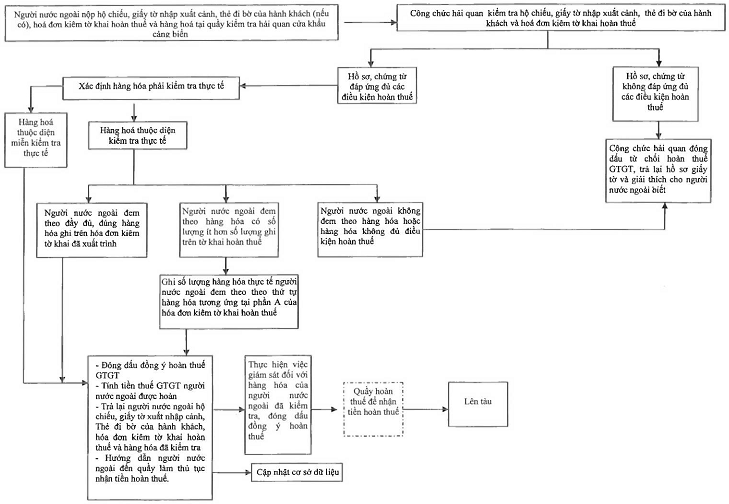 Người nước ngoài nộp hộ chiếu, giấy tờ nhập xuất cảnh, thẻ đi bờ của hành khách (nếu
có), hoá đơn kiêm tờ khai hoàn thuế và hàng hoá tại quầy kiểm tra hải quan cửa khẩu
cảng biển
Công chức hải quan kiểm tra hộ chiếu, giấy tờ nhập xuất cảnh, thẻ đi bờ của hành
khách và hoá đơn kiêm tờ khai hoàn thuế
Xác định hàng hóa phải kiểm tra thực tế
Hồ sơ, chứng từ
đáp ứng đủ các
điều kiện hoàn thuế
Hồ sơ, chứng từ
không đáp ứng đủ
các điều kiện hoàn
thuế
Hàng hoá
thuộc diện
miễn kiểm tra
thực tế
Hàng hoá thuộc diện
kiểm tra thực tế
Công chức hải quan đóng
dấu từ chối hoàn thuế
GTGT, trả lại hồ sơ giấy
tờ và giải thích cho người
nước ngoài biết
Người nước ngoài đem
theo đầy đủ, đúng hàng
hóa ghi trên hóa đơn kiêm
tờ khai đã xuất trình
Người nước ngoài đem
theo hàng hóa có số
lượng ít hơn số lượng ghi
trên tờ khai hoàn thuế
Người nước ngoài không
đem theo hàng hóa hoặc
hàng hóa không đủ điều
kiện hoàn thuế
Ghi số lượng hàng hóa thực tế người
nước ngoài đem theo theo thứ tự
hàng hóa tương ứng tại phần A của
hóa đơn kiêm tờ khai hoàn thuế
- Đóng dấu đồng ý hoàn thuế
GTGT
- Tính tiền thuế GTGT người
nước ngoài được hoàn
- Trả lại người nước ngoài hộ
chiếu, giấy tờ xuất nhập cảnh,
Thẻ đi bờ của hành khách,
hóa đơn kiêm tờ khai hoàn
thuế và hàng hóa đã kiểm tra
- Hướng dẫn người nước
ngoài đến quầy làm thủ tục
nhận tiền hoàn thuế.
Thực hiện việc
giám sát đối với
hàng hóa của
người nước
ngoài đã kiểm
tra, đóng dấu
đồng ý hoàn
thuế
Quầy hoàn
thuế để nhận
tiền hoàn thuế
Lên tàu
Cập nhật cơ sở dữ liệu